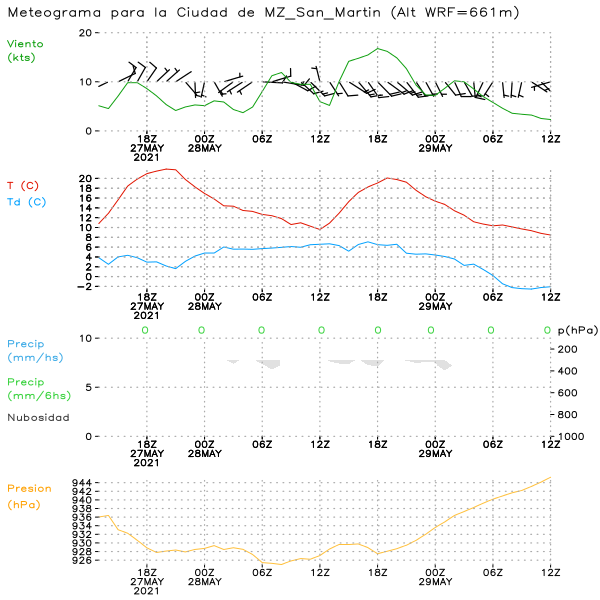 Meteograma para la Ciudad de MZ_San_Martin (Alt WRF=661m)
Viento
(kts)
20
10
0
18Z 00Z 06Z 12Z 18Z 00Z 06Z 12Z
27MAY 28MAY 29MAY
2021
T (C)
Td (C)
20
18
16
14
12
10
8
6
4
2
0
−2
18Z 00Z 06Z 12Z 18Z 00Z 06Z 12Z
27MAY 28MAY 29MAY
2021
0 0 0 0 0 0 0 0 p(hPa)
Precip
(mm/hs)
Precip
(mm/6hs)
Nubosidad
10
5
0
200
400
600
800
1000
18Z 00Z 06Z 12Z 18Z 00Z 06Z 12Z
27MAY 28MAY 29MAY
2021
Presion
(hPa)
944
942
940
938
936
934
932
930
928
926
18Z 00Z 06Z 12Z 18Z 00Z 06Z 12Z
27MAY 28MAY 29MAY
2021